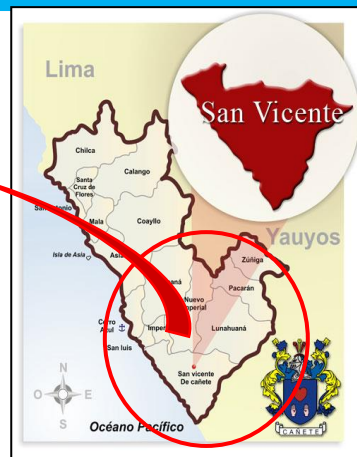 Lima
San Vicente
Chilca
Calango
Santa
Cruz de
Flores
Mala
Coayllo
Yauyos
Isla de Asia
Zúñiga
Pacarán
Nuevo
Cerro
Azul
Lunahuaná
San luis
San vicente
De cañete
N
O
E
S
Océano Pacífico
CAÑETE